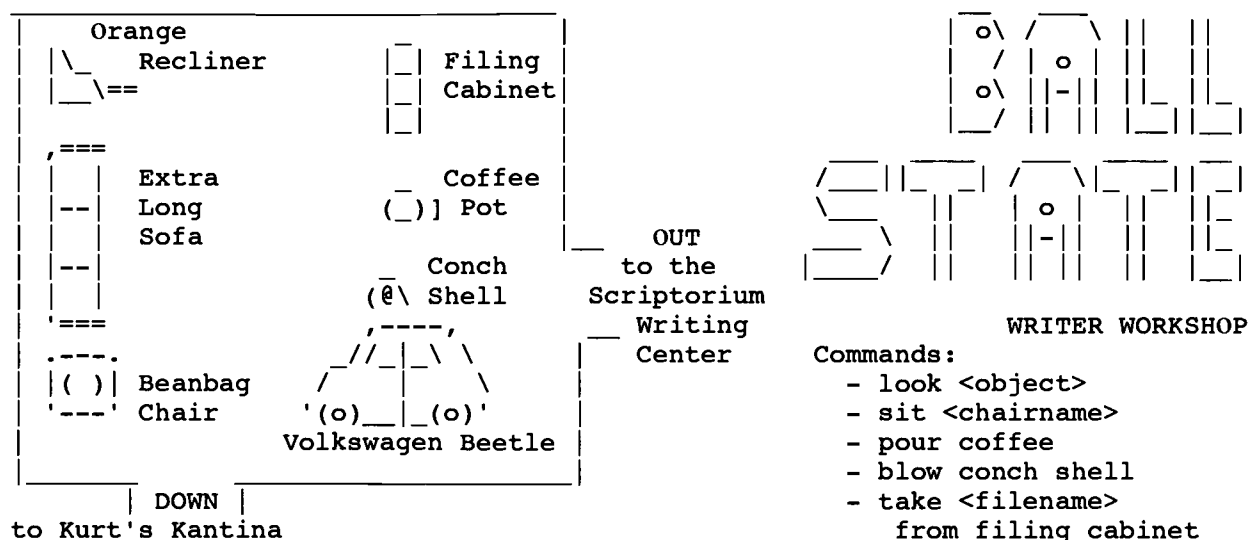 Orange
Recliner
Filing
Cabinet
BALL
STATE
Extra
Long
Sofa
Coffee
Pot
Conch
Shell
OUT
to the
Scriptorium
Writing
Center
Beanbag
Chair
Volkswagen Beetle
DOWN
to Kurt's Kantina
WRITER WORKSHOP
Commands:
- look <object>
- sit <chairname>
- pour coffee
- blow conch shell
- take <filename>
from filing cabinet